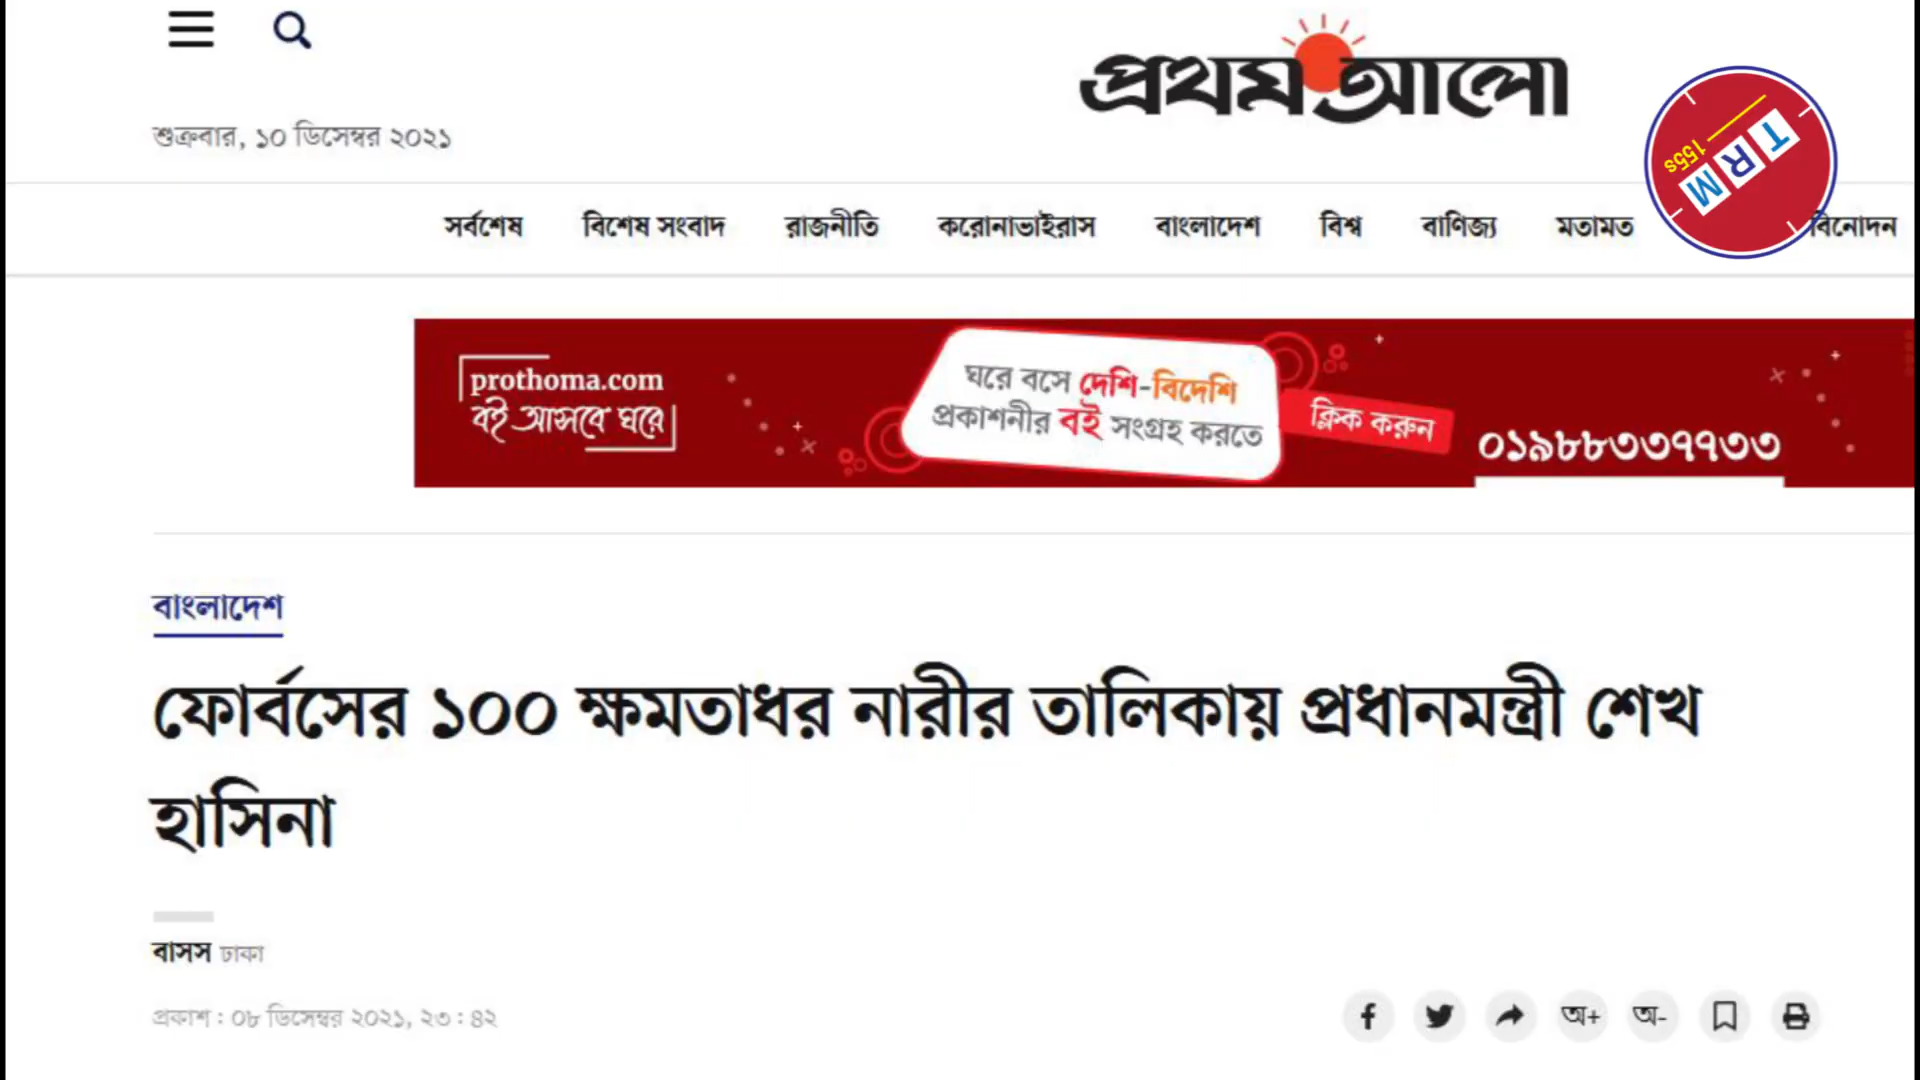 প্রথম আলো
শুক্রবার, ১০ ডিসেম্বর ২০২১
TRM
155s
সর্বশেষ বিশেষ সংবাদ রাজনীতি করোনাভাইরাস বাংলাদেশ বিশ্ব বাণিজ্য মতামত বিনোদন
prothoma.com
বই আসবে ঘরে
ঘরে বসে দেশি-বিদেশি
প্রকাশনীর বই সংগ্রহ করতে
ক্লিক করুন
০১৯৮৮৩৩৭৭৩৩
বাংলাদেশ
ফোর্বসের ১০০ ক্ষমতাধর নারীর তালিকায় প্রধানমন্ত্রী শেখ
হাসিনা
বাসস ঢাকা
প্রকাশ : ০৮ ডিসেম্বর ২০২১, ২৩ : ৪২
অ+ অ-